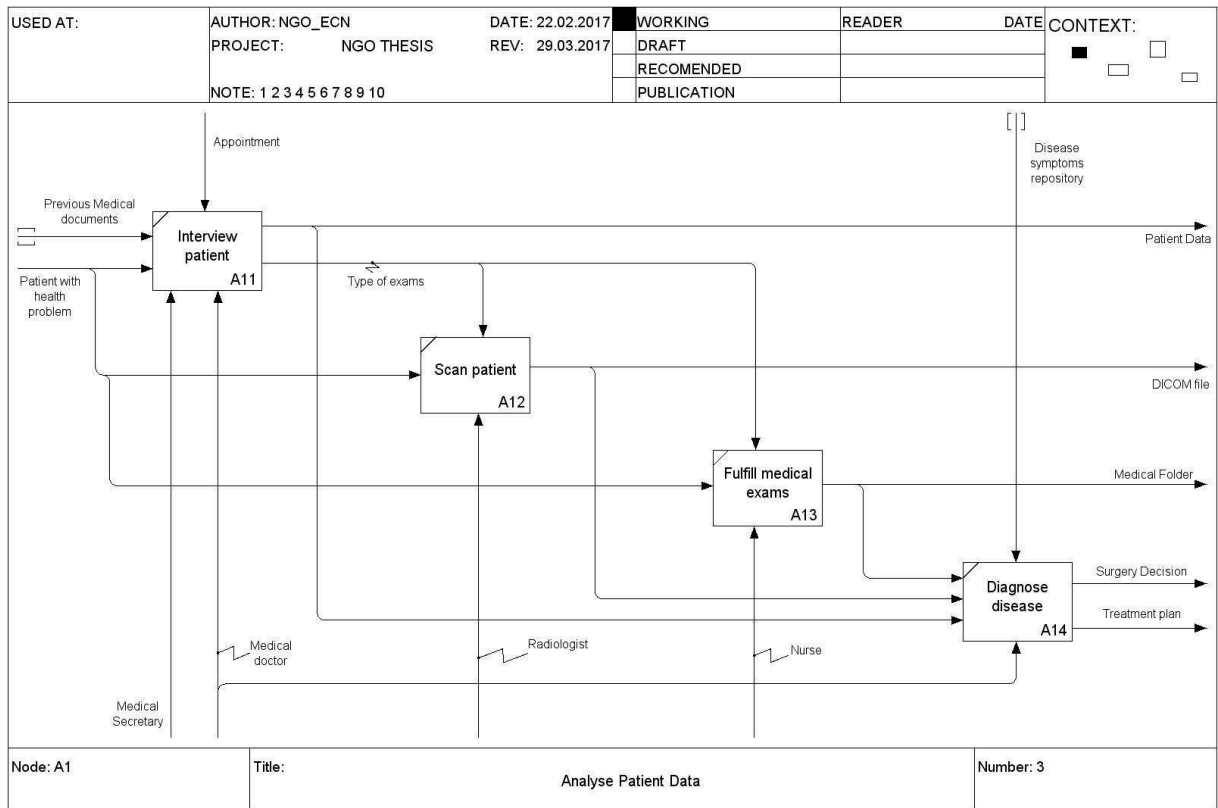 USED AT:
AUTHOR: NGO_ECN
DATE: 22.02.2017
WORKING
READER
DATE
CONTEXT:
PROJECT: NGO THESIS
REV: 29.03.2017
DRAFT
RECOMENDED
NOTE: 1 2 3 4 5 6 7 8 9 10
PUBLICATION
Appointment
Disease
symptoms
repository
Previous Medical
documents
Interview
patient
A11
Patient Data
Patient with
health
problem
Type of exams
Scan patient
A12
DICOM file
Fulfill medical
exams
A13
Medical Folder
Diagnose
disease
A14
Surgery Decision
Treatment plan
Medical
doctor
Radiologist
Nurse
Medical
Secretary
Node: A1
Title:
Analyse Patient Data
Number: 3